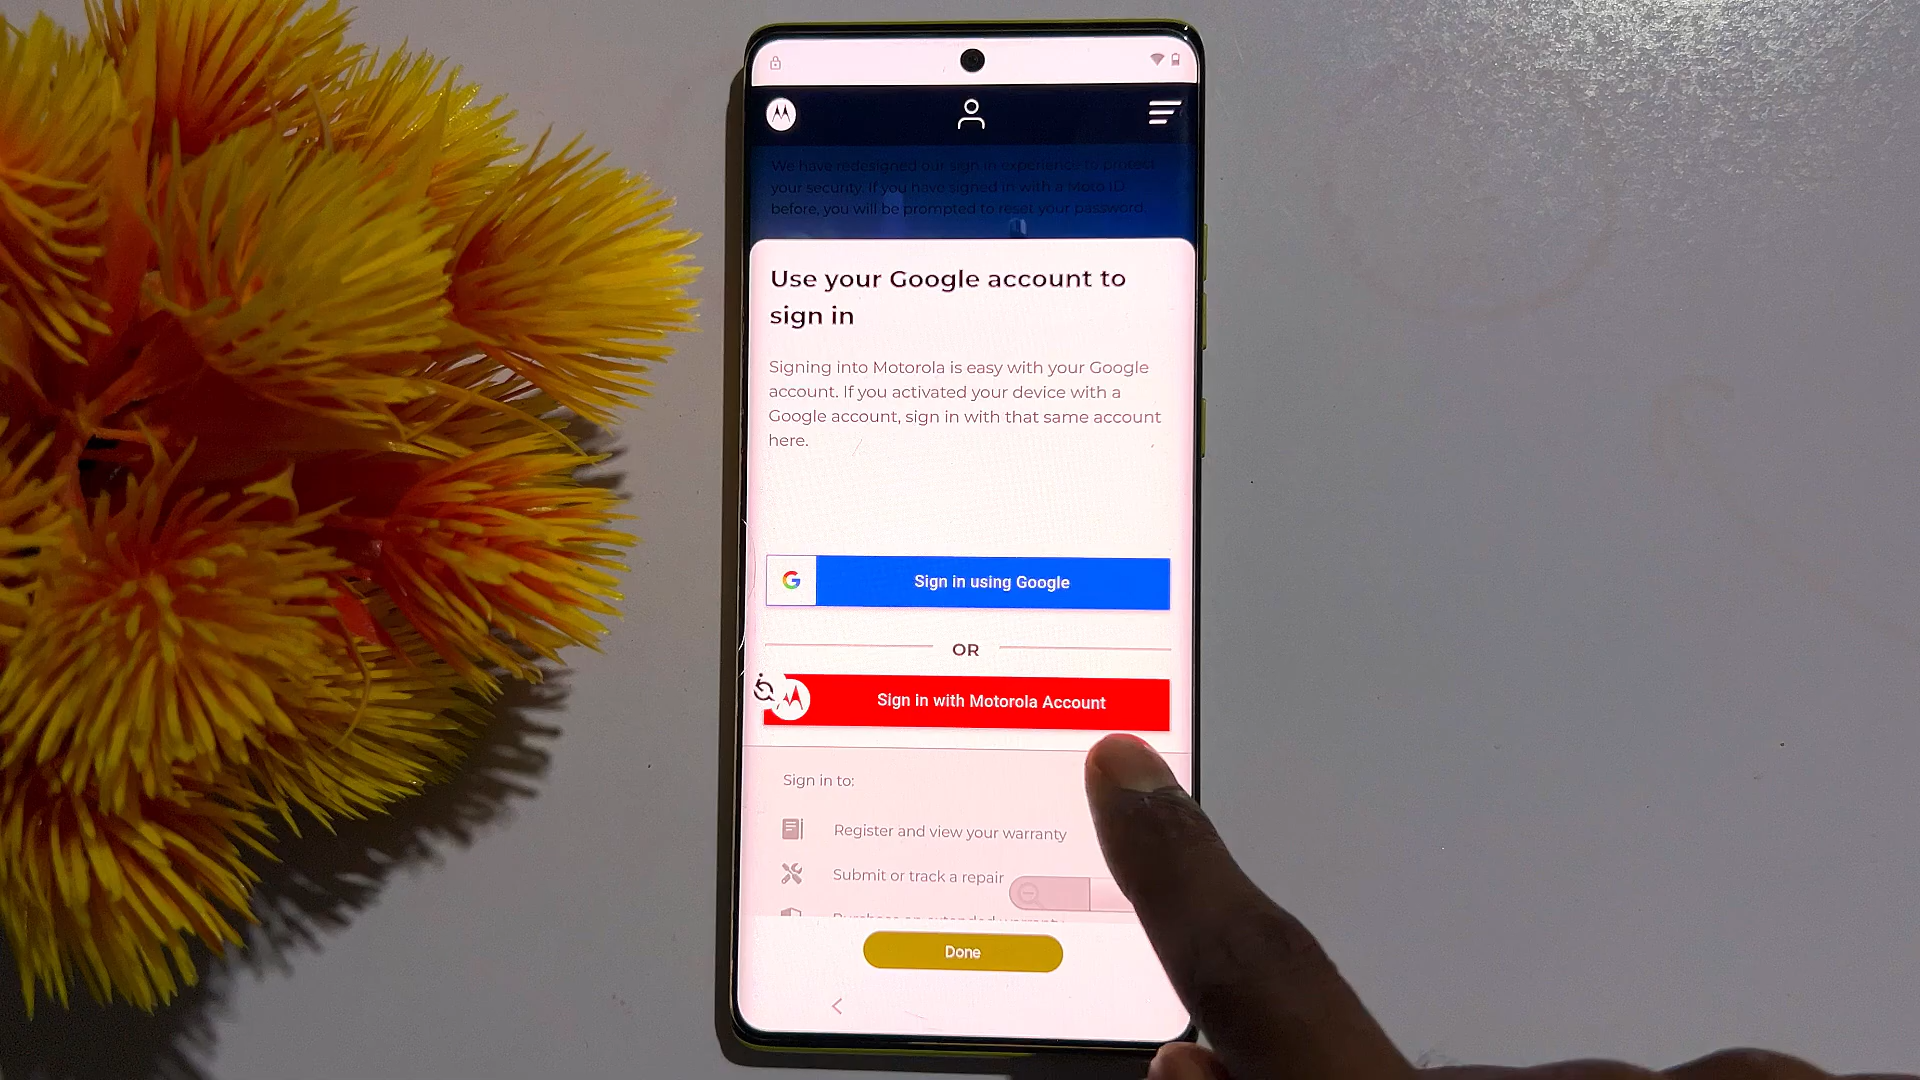 We have redesigned our sign in experience to protect
your security. If you have signed in with a Moto ID
before, you will be prompted to reset your password.
Use your Google account to
sign in
Signing into Motorola is easy with your Google
account. If you activated your device with a
Google account, sign in with that same account
here.
Sign in using Google
OR
Sign in with Motorola Account
Sign in to:
Register and view your warranty
Submit or track a repair
Purchase an extended warranty
Done